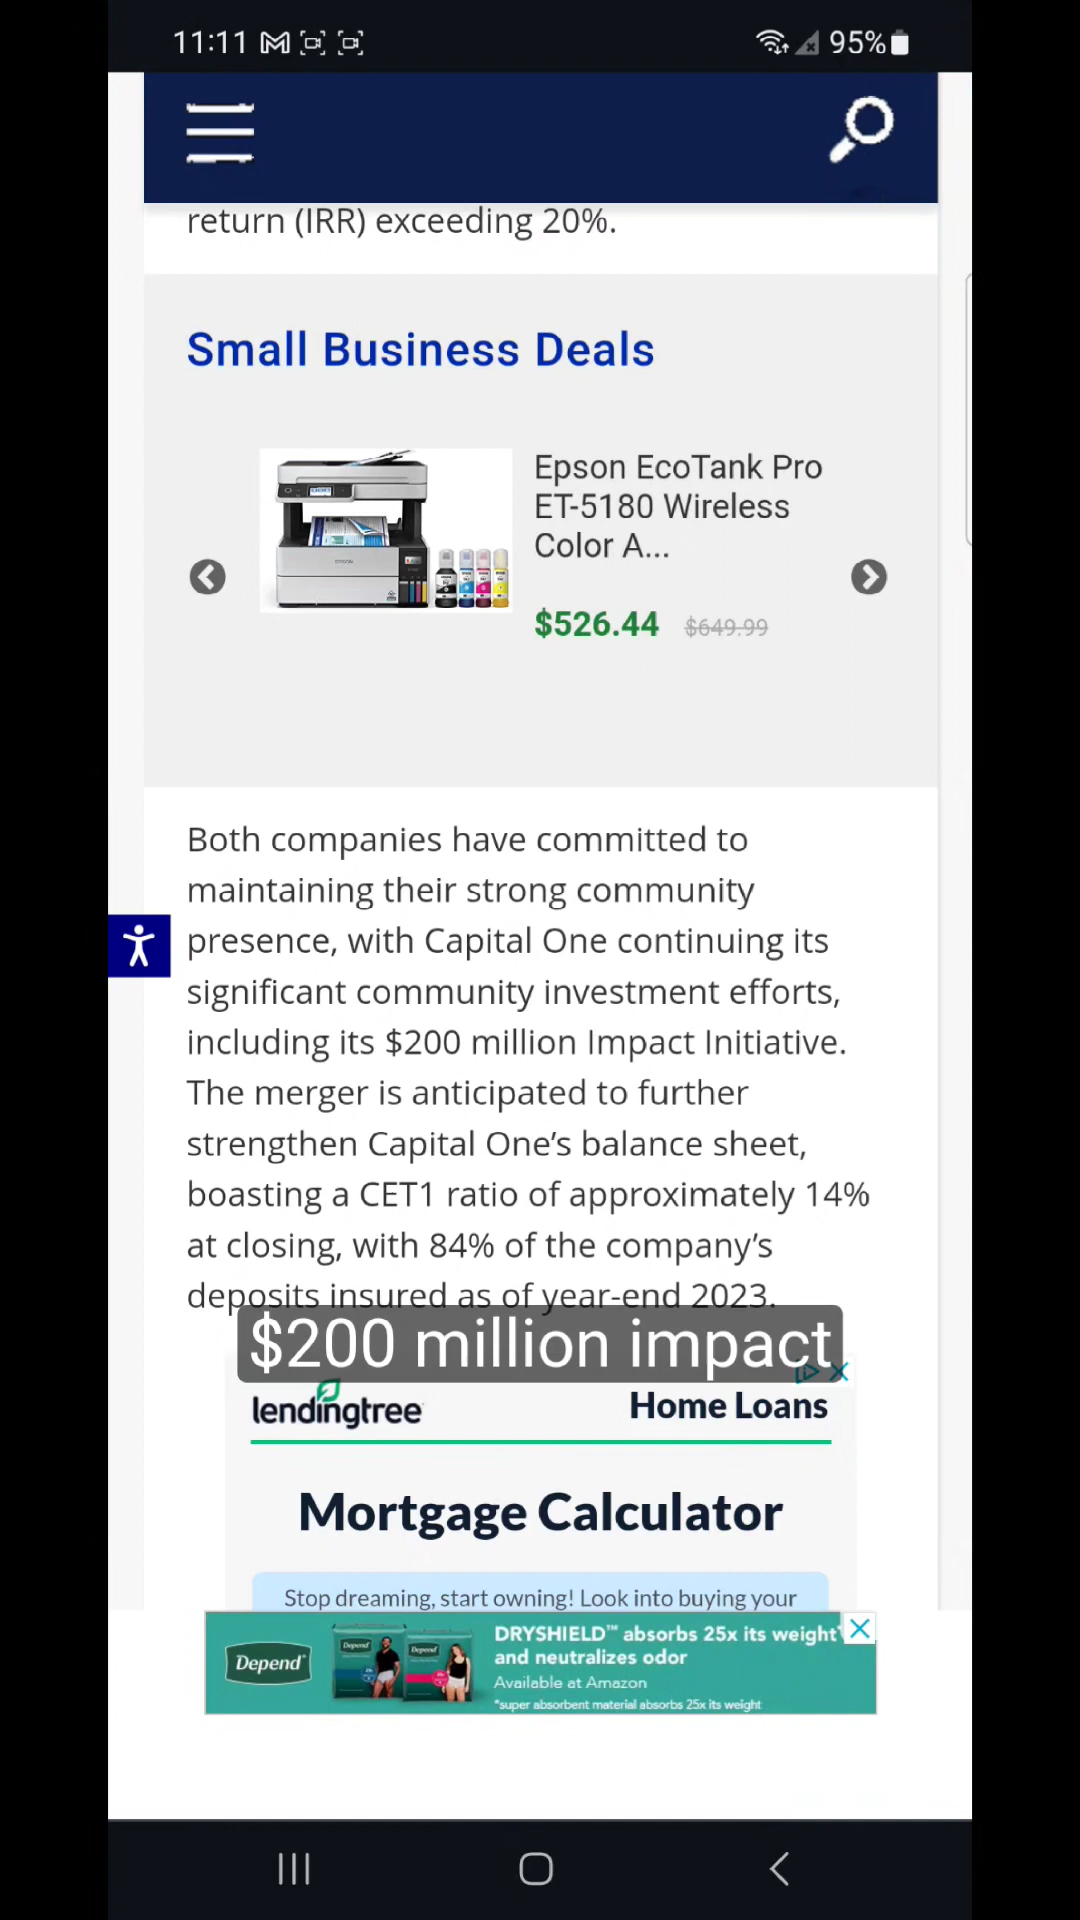 11:11
95%
return (IRR) exceeding 20%.
Small Business Deals
Epson EcoTank Pro
ET-5180 Wireless
Color A...
$526.44 $649.99
Both companies have committed to
maintaining their strong community
presence, with Capital One continuing its
significant community investment efforts,
including its $200 million Impact Initiative.
The merger is anticipated to further
strengthen Capital One's balance sheet,
boasting a CET1 ratio of approximately 14%
at closing, with 84% of the company's
deposits insured as of year-end 2023.
$200 million impact
lendingtree
Home Loans
Mortgage Calculator
Stop dreaming, start owning! Look into buying your
Depend
Depend
Depend
DRYSHIELD™ absorbs 25x its weight*
and neutralizes odor
Available at Amazon
*super absorbent material absorbs 25x its weight